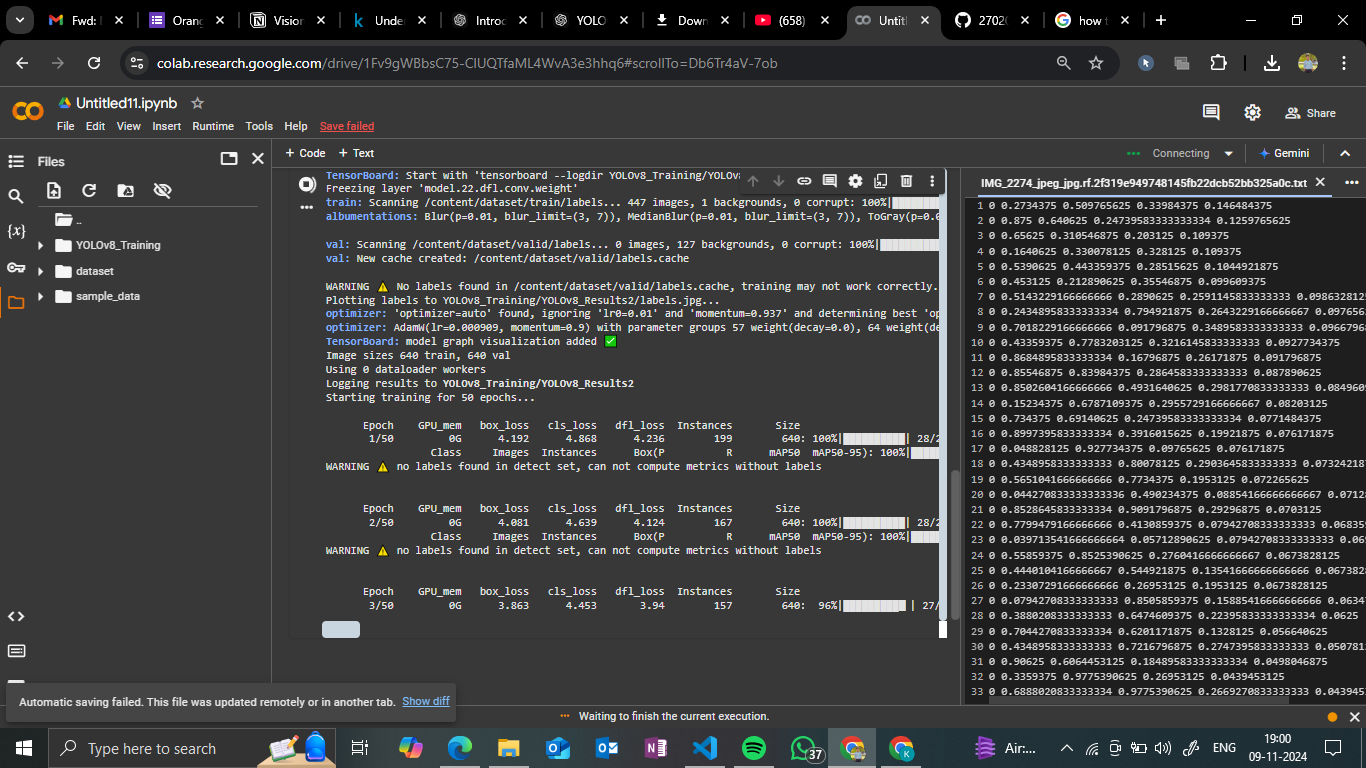 Fwd:
Orang
Vision
Under
Introc
YOLO
Down
(658)
Untitl
2702(
how t
colab.research.google.com/drive/1Fv9gWBbsC75-ClUQTfaML4WvA3e3hhq6#scrollTo=Db6Tr4aV-7ob
Untitled11.ipynb
File Edit View Insert Runtime Tools Help Save failed
Share
Files
..
YOLOv8_Training
dataset
sample_data
+ Code + Text
Connecting
Gemini
TensorBoard: Start with 'tensorboard --logdir YOLOv8_Training/YOLOv
Freezing layer 'model.22.dfl.conv.weight'
train: Scanning /content/dataset/train/labels... 447 images, 1 backgrounds, 0 corrupt: 100%|
albumentations: Blur(p=0.01, blur_limit=(3, 7)), MedianBlur(p=0.01, blur_limit=(3, 7)), ToGray(p=0.0
val: Scanning /content/dataset/valid/labels... 0 images, 127 backgrounds, 0 corrupt: 100%|
val: New cache created: /content/dataset/valid/labels.cache
WARNING ⚠️ No labels found in /content/dataset/valid/labels.cache, training may not work correctly.
Plotting labels to YOLOv8_Training/YOLOv8_Results2/labels.jpg...
optimizer: 'optimizer=auto' found, ignoring 'lr0=0.01' and 'momentum=0.937' and determining best 'op
optimizer: AdamW(lr=0.000909, momentum=0.9) with parameter groups 57 weight(decay=0.0), 64 weight(de
TensorBoard: model graph visualization added ✅
Image sizes 640 train, 640 val
Using 0 dataloader workers
Logging results to YOLOv8_Training/YOLOv8_Results2
Starting training for 50 epochs...
Epoch GPU_mem box_loss cls_loss dfl_loss Instances Size
1/50 0G 4.192 4.868 4.236 199 640: 100%|██████████| 28/2
Class Images Instances Box(P R mAP50 mAP50-95): 100%|
WARNING ⚠️ no labels found in detect set, can not compute metrics without labels
Epoch GPU_mem box_loss cls_loss dfl_loss Instances Size
2/50 0G 4.081 4.639 4.124 167 640: 100%|██████████| 28/2
Class Images Instances Box(P R mAP50 mAP50-95): 100%|
WARNING ⚠️ no labels found in detect set, can not compute metrics without labels
Epoch GPU_mem box_loss cls_loss dfl_loss Instances Size
3/50 0G 3.863 4.453 3.94 157 640: 96%|█████████▋| 27/
IMG_2274_jpeg_jpg.rf.2f319e949748145fb22dcb52bb325a0c.txt
1 0 0.2734375 0.509765625 0.33984375 0.146484375
2 0 0.875 0.640625 0.24739583333333334 0.1259765625
3 0 0.65625 0.310546875 0.203125 0.109375
4 0 0.1640625 0.330078125 0.328125 0.109375
5 0 0.5390625 0.443359375 0.28515625 0.1044921875
6 0 0.453125 0.212890625 0.35546875 0.099609375
7 0 0.5143229166666666 0.2890625 0.2591145833333333 0.0986328125
8 0 0.24348958333333334 0.794921875 0.2643229166666667 0.0976562
9 0 0.7018229166666666 0.091796875 0.3489583333333333 0.0966796
10 0 0.43359375 0.7783203125 0.3216145833333333 0.0927734375
11 0 0.8684895833333334 0.16796875 0.26171875 0.091796875
12 0 0.85546875 0.83984375 0.2864583333333333 0.087890625
13 0 0.8502604166666666 0.4931640625 0.2981770833333333 0.084960
14 0 0.15234375 0.6787109375 0.2955729166666667 0.08203125
15 0 0.734375 0.69140625 0.24739583333333334 0.0771484375
16 0 0.8997395833333334 0.3916015625 0.19921875 0.076171875
17 0 0.048828125 0.927734375 0.09765625 0.076171875
18 0 0.4348958333333333 0.80078125 0.2903645833333333 0.07324218
19 0 0.5651041666666666 0.7734375 0.1953125 0.072265625
20 0 0.044270833333333336 0.490234375 0.08854166666666667 0.0712
21 0 0.8528645833333334 0.9091796875 0.29296875 0.0703125
22 0 0.7799479166666666 0.4130859375 0.07942708333333333 0.06835
23 0 0.03971354166666664 0.05712890625 0.07942708333333333 0.069
24 0 0.55859375 0.8525390625 0.2760416666666667 0.0673828125
25 0 0.4440104166666667 0.544921875 0.13541666666666666 0.067382
26 0 0.23307291666666666 0.26953125 0.1953125 0.0673828125
27 0 0.07942708333333333 0.8505859375 0.15885416666666666 0.0634
28 0 0.3880208333333333 0.6474609375 0.22395833333333334 0.0625
29 0 0.7044270833333334 0.6201171875 0.1328125 0.056640625
30 0 0.4348958333333333 0.7216796875 0.2747395833333333 0.050781
31 0 0.90625 0.6064453125 0.18489583333333334 0.0498046875
32 0 0.3359375 0.9775390625 0.26953125 0.0439453125
33 0 0.6888020833333334 0.9775390625 0.2669270833333333 0.043945
Automatic saving failed. This file was updated remotely or in another tab. Show diff
Waiting to finish the current execution.
Type here to search
37
Air...
ENG
19:00
09-11-2024